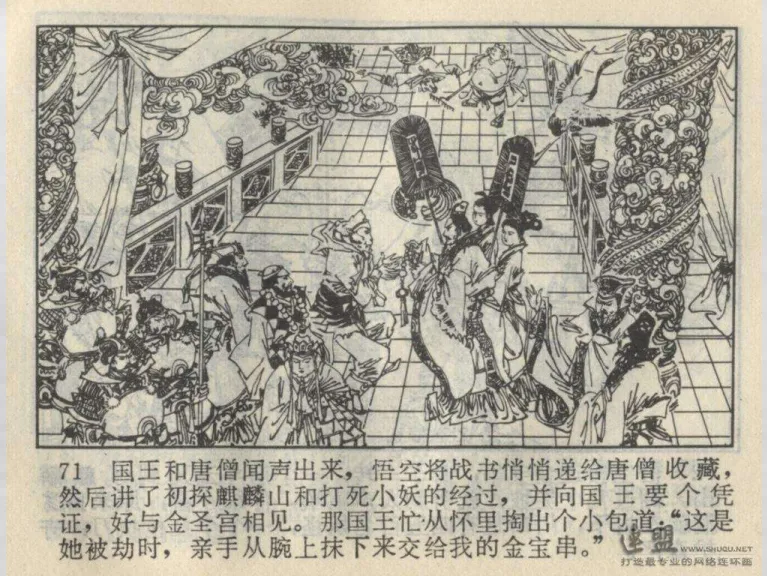 71 国王和唐僧闻声出来，悟空将战书悄悄递给唐僧收藏，
然后讲了初探麒麟山和打死小妖的经过，并向国王要个凭
证，好与金圣宫相见。那国王忙从怀里掏出个小包道：“这是
她被劫时，亲手从腕上抹下来交给我的金宝串。”
连盟 WWW.SHUQU.NET
打造最专业的网络连环画